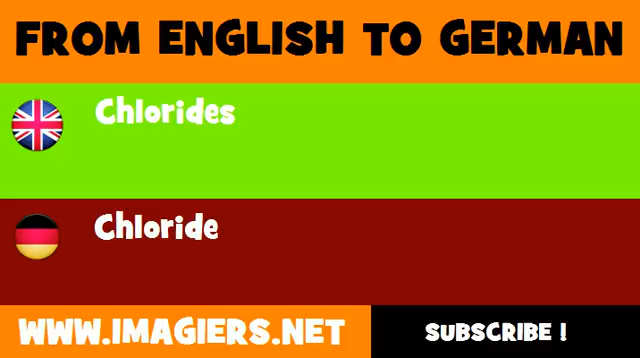 FROM ENGLISH TO GERMAN
Chlorides
Chloride
WWW.IMAGIERS.NET
SUBSCRIBE !